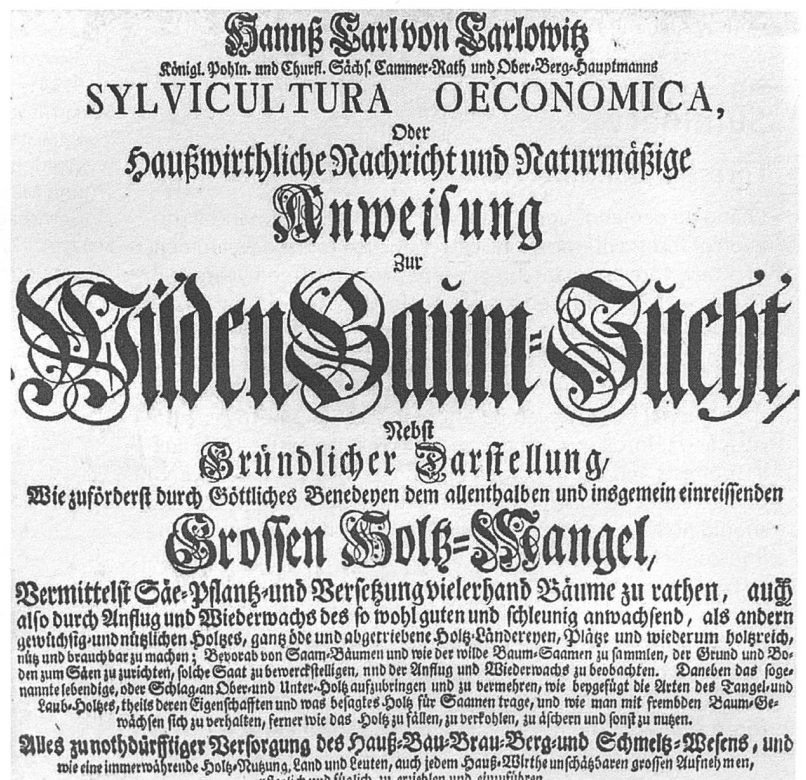 Hannß Carl von Carlowitz
Königl. Pohln. und Churfl. Sächs. Cammer-Rath und Ober-Berg-Hauptmanns
SYLVICULTURA OECONOMICA,
Oder
Haußwirthliche Nachricht und Naturmäßige
Anweisung
Zur
Wilden Baum-Zucht,
Nebst
Gründlicher Darstellung,
Wie zuförderst durch Göttliches Benedeyen dem allenthalben und insgemein einreissenden
Grossen Holtz-Mangel,
Vermittelst Säe-Pflantz-und Versetzung vielerhand Bäume zu rathen, auch
also durch Anflug und Wiederwachs des so wohl guten und schleunig anwachsend, als andern
gewüchsig-und nützlichen Holtzes, gantz öde und abgetriebene Holtz-Ländereyen, Plätze und wiederum holtzreich,
nütz und brauchbar zu machen; Bevorab von Saam-Bäumen und wie der wilde Baum-Saamen zu sammlen, der Grund und Bo-
den zum Säen zuzurichten, solche Saat zu bewerckstelligen, nnd der Anflug und Wiederwachs zu beobachten. Daneben das soge-
nannte lebendige, oder Schlag-an Ober-und Unter-Holtz aufzubringen und zu vermehren, wie beygefügt die Arten des Tangel-und
Laub-Holtzes, theils deren Eigenschafften und was besagtes Holtz für Saamen trage, und wie man mit frembden Baum-Ge-
wächsen sich zu verhalten, ferner wie das Holtz zu fällen, zu verkohlen, zu äschern und sonst zu nutzen.
Alles zu nothdürfftiger Versorgung des Hauß-Bau-Brau-Berg-und Schmeltz-Wesens, und
wie eine immerwährende Holtz-Nutzung, Land und Leuten, auch jedem Hauß-Wirthe unschätzbaren grossen Aufnehmen,
und einzuführen